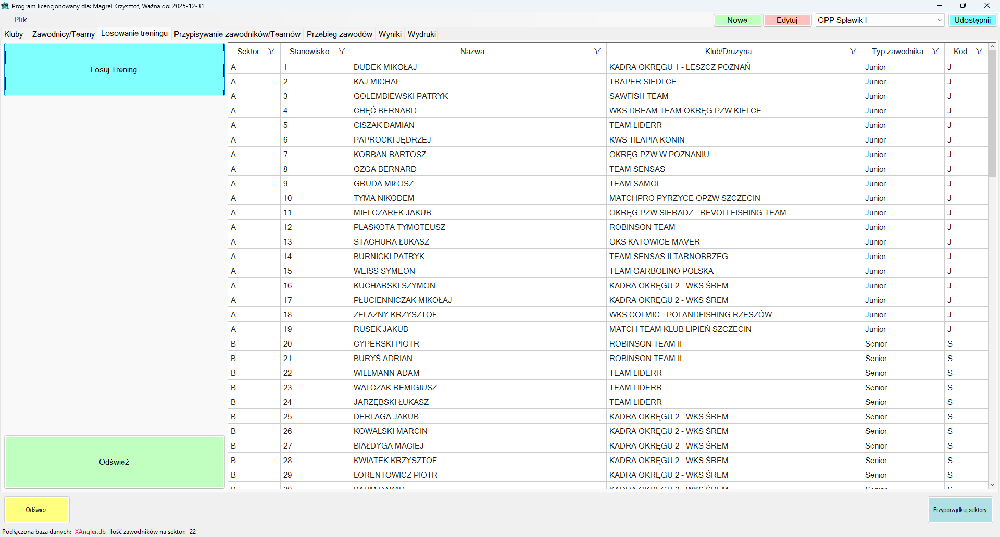 Program licencjonowany dla: Magrel Krzysztof, Ważna do: 2025-12-31
Plik Nowe Edytuj GPP Spławik I Udostępnij
Kluby Zawodnicy/Teamy Losowanie treningu Przypisywanie zawodników/Teamów Przebieg zawodów Wyniki Wydruki
Losuj Trening
Sektor Stanowisko Nazwa Klub/Drużyna Typ zawodnika Kod
A 1 DUDEK MIKOŁAJ KADRA OKRĘGU 1 - LESZCZ POZNAŃ Junior J
A 2 KAJ MICHAŁ TRAPER SIEDLCE Junior J
A 3 GOLEMBIEWSKI PATRYK SAWFISH TEAM Junior J
A 4 CHĘĆ BERNARD WKS DREAM TEAM OKRĘG PZW KIELCE Junior J
A 5 CISZAK DAMIAN TEAM LIDERR Junior J
A 6 PAPROCKI JĘDRZEJ KWS TILAPIA KONIN Junior J
A 7 KORBAN BARTOSZ OKRĘG PZW W POZNANIU Junior J
A 8 OŻGA BERNARD TEAM SENSAS Junior J
A 9 GRUDA MIŁOSZ TEAM SAMOL Junior J
A 10 TYMA NIKODEM MATCHPRO PYRZYCE OPZW SZCZECIN Junior J
A 11 MIELCZAREK JAKUB OKRĘG PZW SIERADZ - REVOLI FISHING TEAM Junior J
A 12 PLASKOTA TYMOTEUSZ ROBINSON TEAM Junior J
A 13 STACHURA ŁUKASZ OKS KATOWICE MAVER Junior J
A 14 BURNICKI PATRYK TEAM SENSAS II TARNOBRZEG Junior J
A 15 WEISS SYMEON TEAM GARBOLINO POLSKA Junior J
A 16 KUCHARSKI SZYMON KADRA OKRĘGU 2 - WKS ŚREM Junior J
A 17 PŁUCIENNICZAK MIKOŁAJ KADRA OKRĘGU 2 - WKS ŚREM Junior J
A 18 ŻELAZNY KRZYSZTOF WKS COLMIC - POLANDFISHING RZESZÓW Junior J
A 19 RUSEK JAKUB MATCH TEAM KLUB LIPIEŃ SZCZECIN Junior J
B 20 CYPERSKI PIOTR ROBINSON TEAM II Senior S
B 21 BURYŚ ADRIAN ROBINSON TEAM II Senior S
B 22 WILLMANN ADAM TEAM LIDERR Senior S
B 23 WALCZAK REMIGIUSZ TEAM LIDERR Senior S
B 24 JARZĘBSKI ŁUKASZ TEAM LIDERR Senior S
B 25 DERLAGA JAKUB KADRA OKRĘGU 2 - WKS ŚREM Senior S
B 26 KOWALSKI MARCIN KADRA OKRĘGU 2 - WKS ŚREM Senior S
B 27 BIAŁDYGA MACIEJ KADRA OKRĘGU 2 - WKS ŚREM Senior S
B 28 KWIATEK KRZYSZTOF KADRA OKRĘGU 2 - WKS ŚREM Senior S
B 29 LORENTOWICZ PIOTR KADRA OKRĘGU 2 - WKS ŚREM Senior S
Odśwież
Odśwież
Przyporządkuj sektory
Podłączona baza danych: XAngler.db Ilość zawodników na sektor: 22